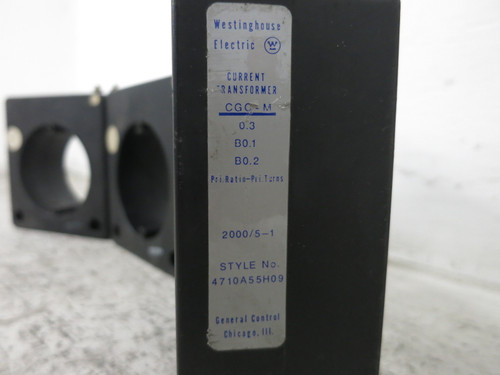 Westinghouse
Electric W
CURRENT
TRANSFORMER
CGC-M
0.3
B0.1
B0.2
Pri.Ratio-Pri.Turns
2000/5-1
STYLE No.
4710A55H09
General Control
Chicago, Ill.